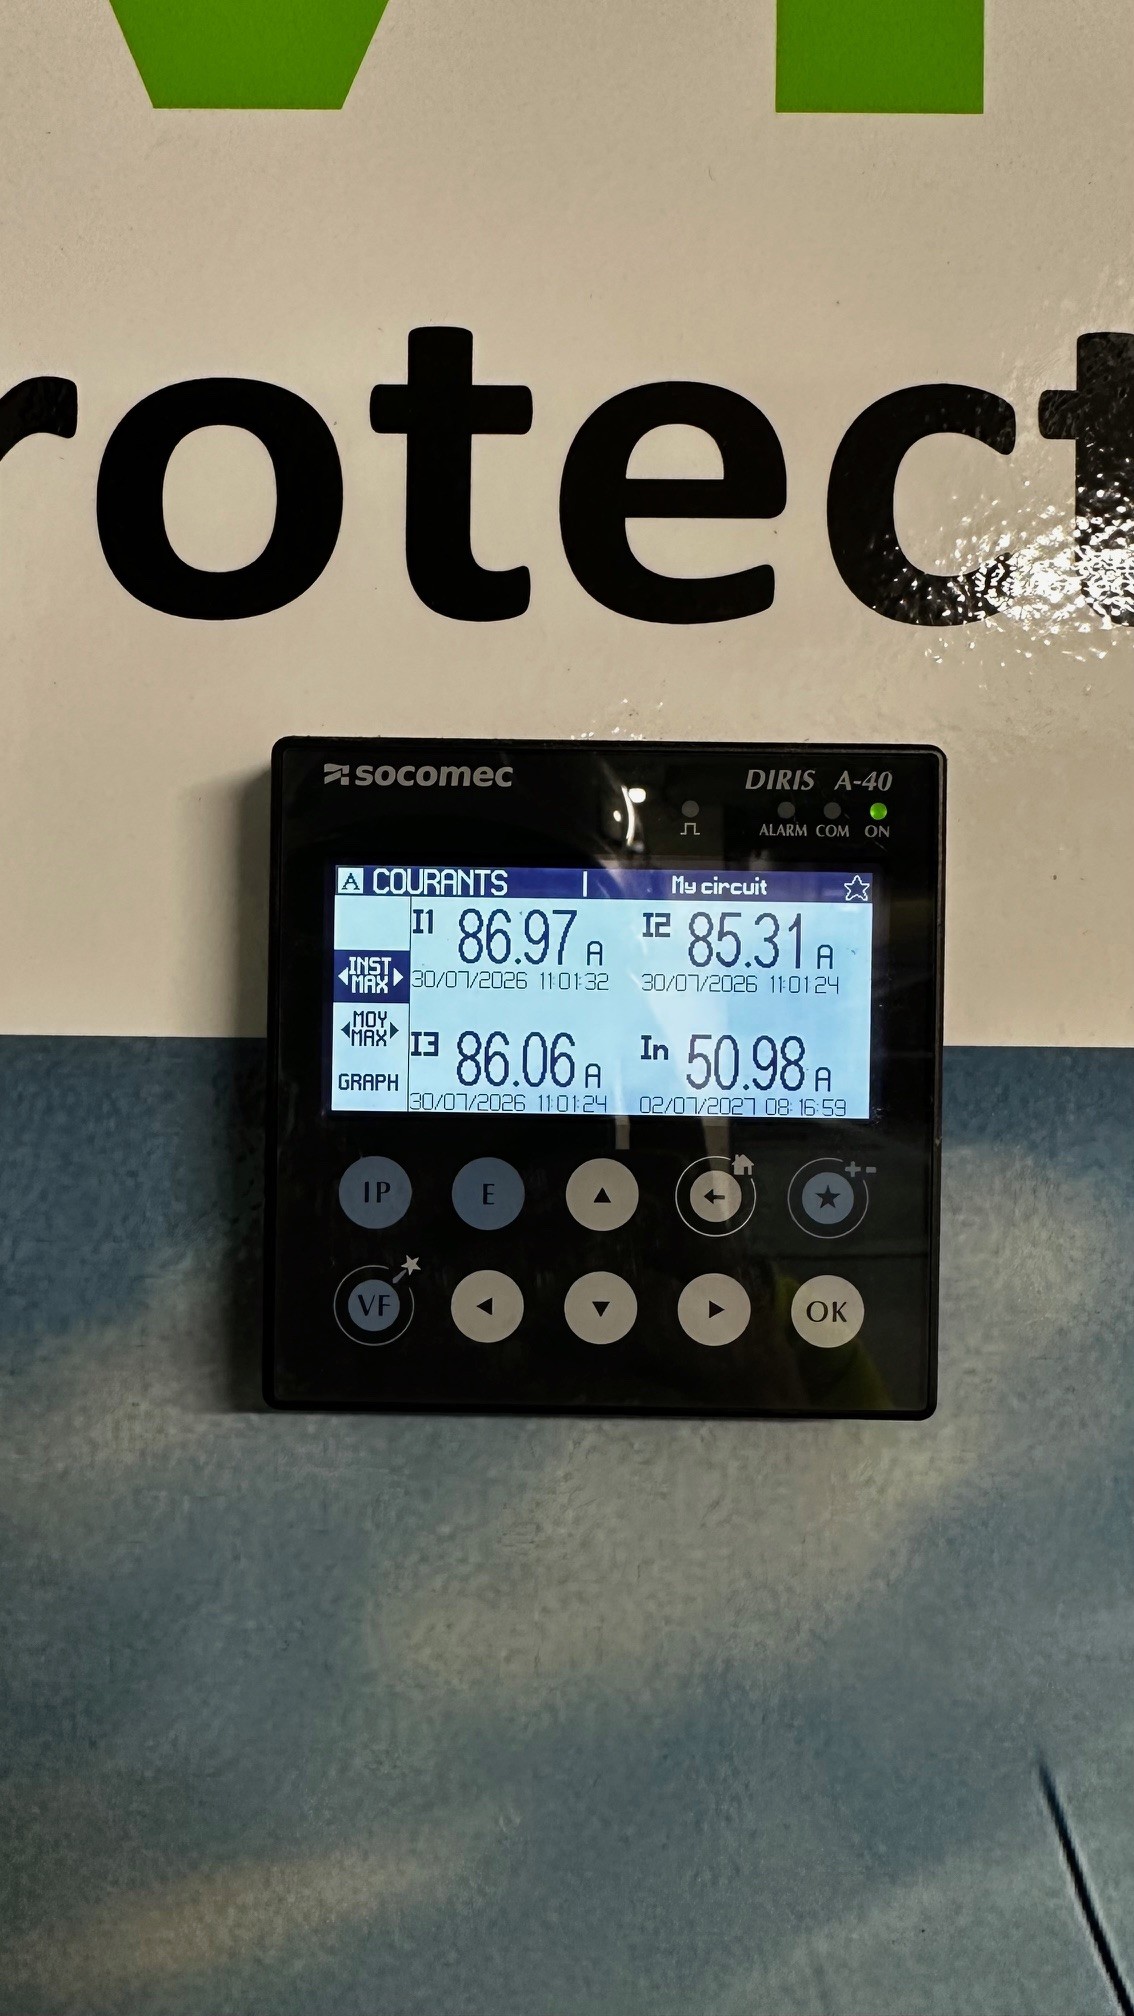 rotect
socomec
DIRIS A-40
ALARM COM ON
A COURANTS | My circuit
I1 86.97 A I2 85.31 A
30/07/2026 11:01:32 30/07/2026 11:01:24
INST
MAX
MOY
MAX
I3 86.06 A In 50.98 A
GRAPH
30/07/2026 11:01:24 02/07/2027 08:16:59
IP E
VF OK